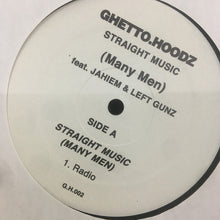 GHETTO.HOODZ
STRAIGHT MUSIC
(Many Men)
feat. JAHIEM & LEFT GUNZ
SIDE A
STRAIGHT MUSIC
(MANY MEN)
1. Radio
G.H.002